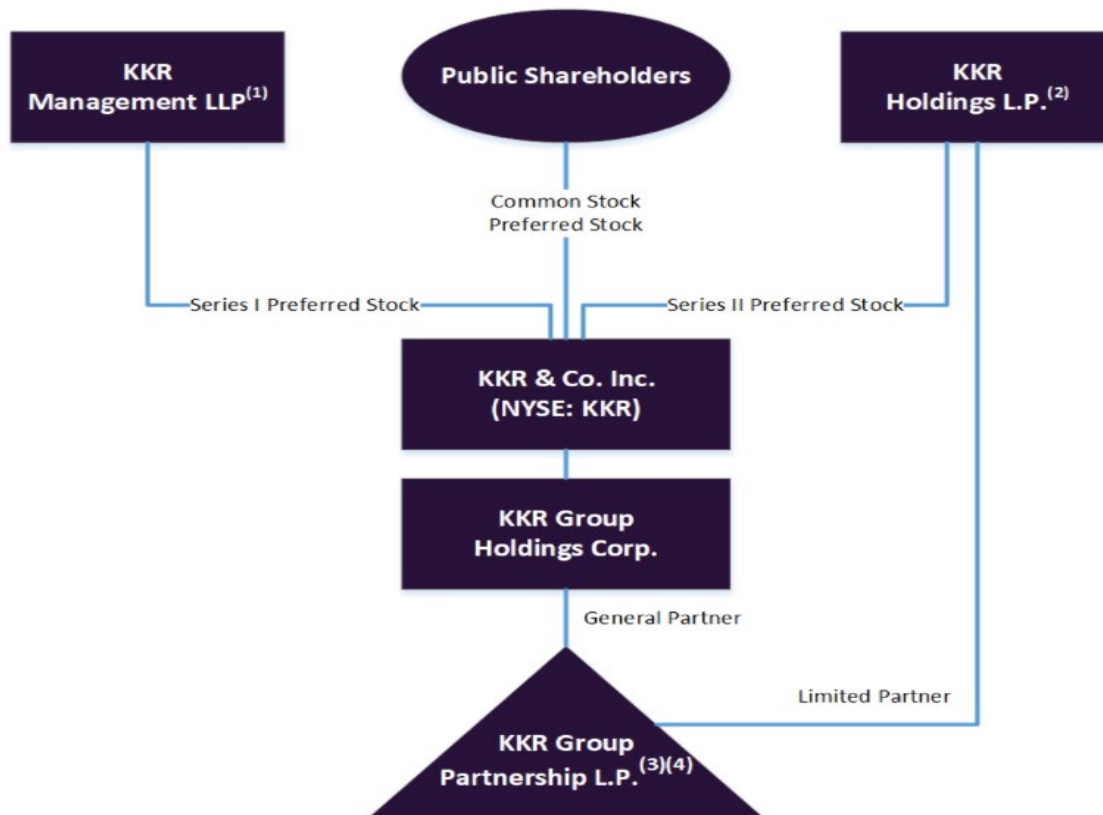 KKR
Management LLP(1)
Public Shareholders
KKR
Holdings L.P.(2)
Common Stock
Preferred Stock
Series I Preferred Stock
Series II Preferred Stock
KKR & Co. Inc.
(NYSE: KKR)
KKR Group
Holdings Corp.
General Partner
Limited Partner
KKR Group
Partnership L.P.(3)(4)